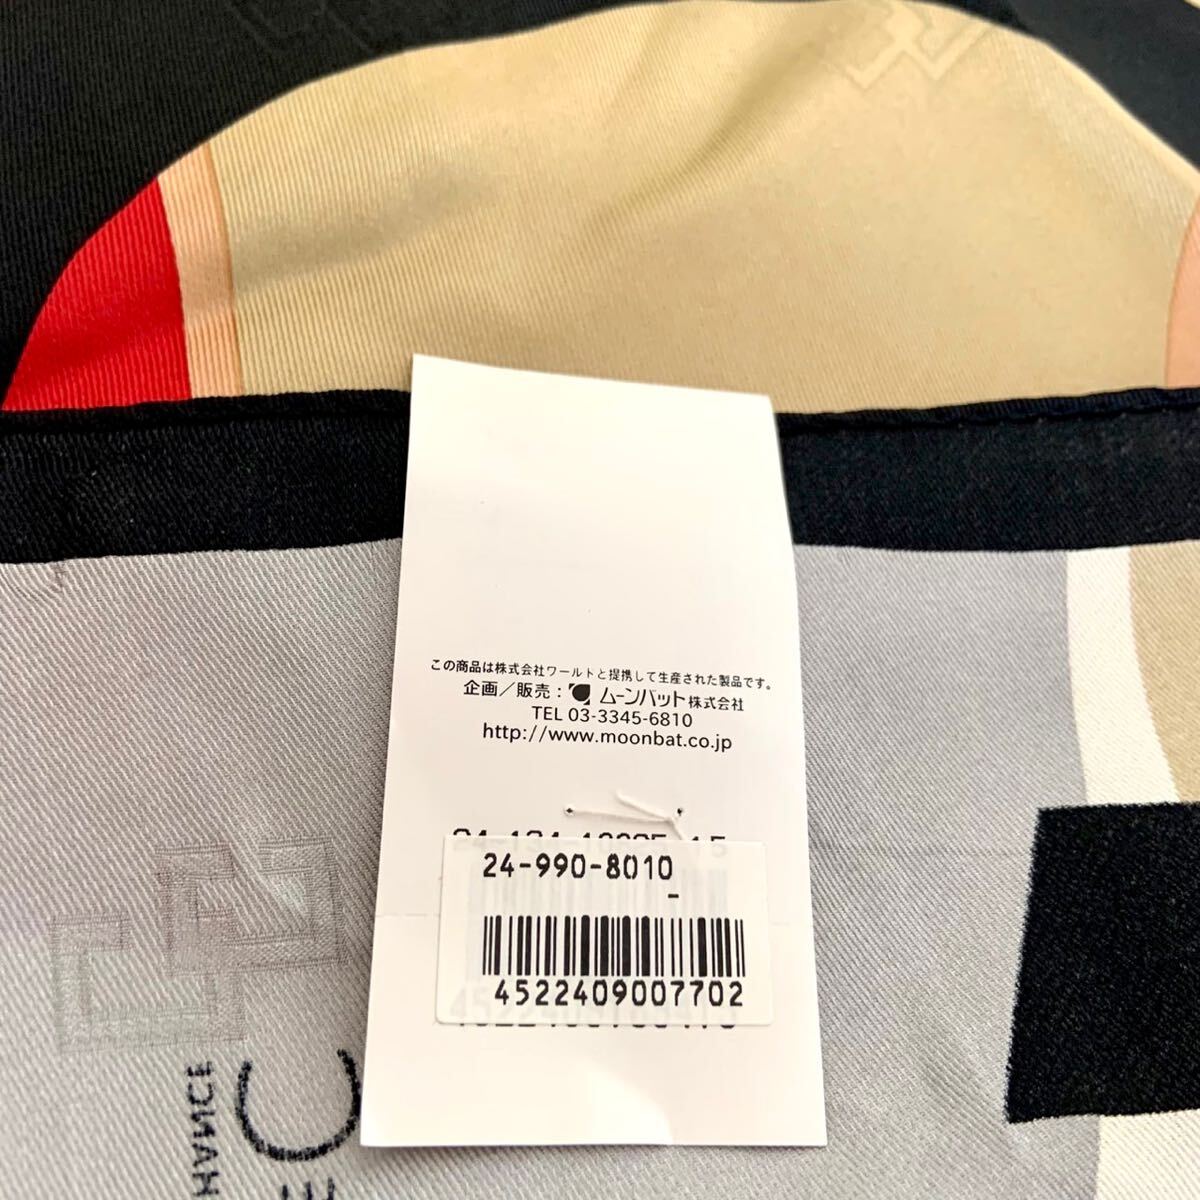 この商品は株式会社ワールドと提携して生産された製品です。
企画／販売：ムーンバット株式会社
TEL 03-3345-6810
http://www.moonbat.co.jp
24-990-8010
4522409007702
HANCE